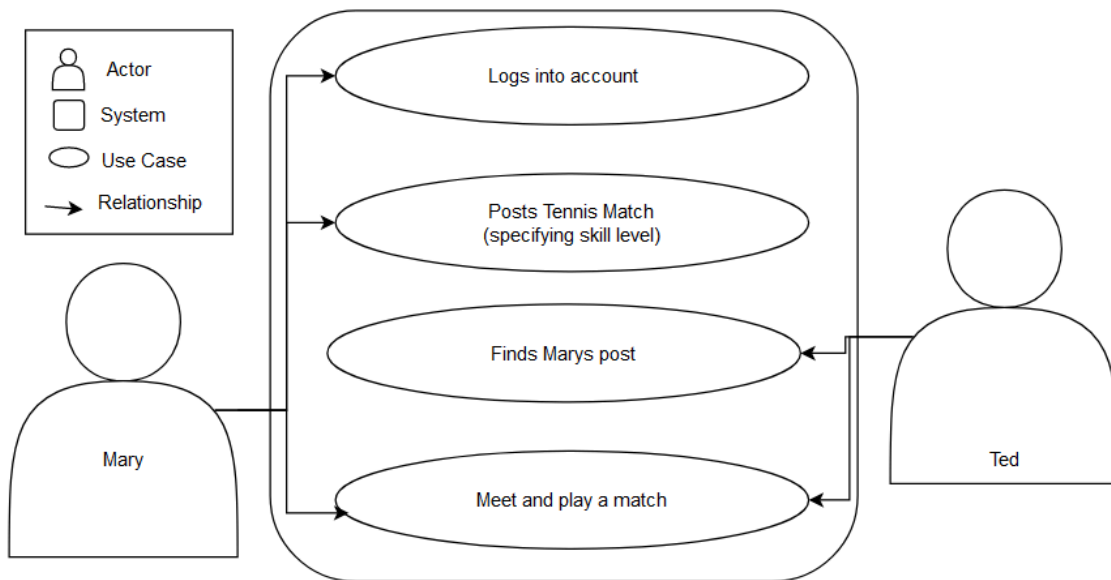 Actor
System
Use Case
Relationship
Logs into account
Posts Tennis Match
(specifying skill level)
Finds Marys post
Meet and play a match
Mary
Ted